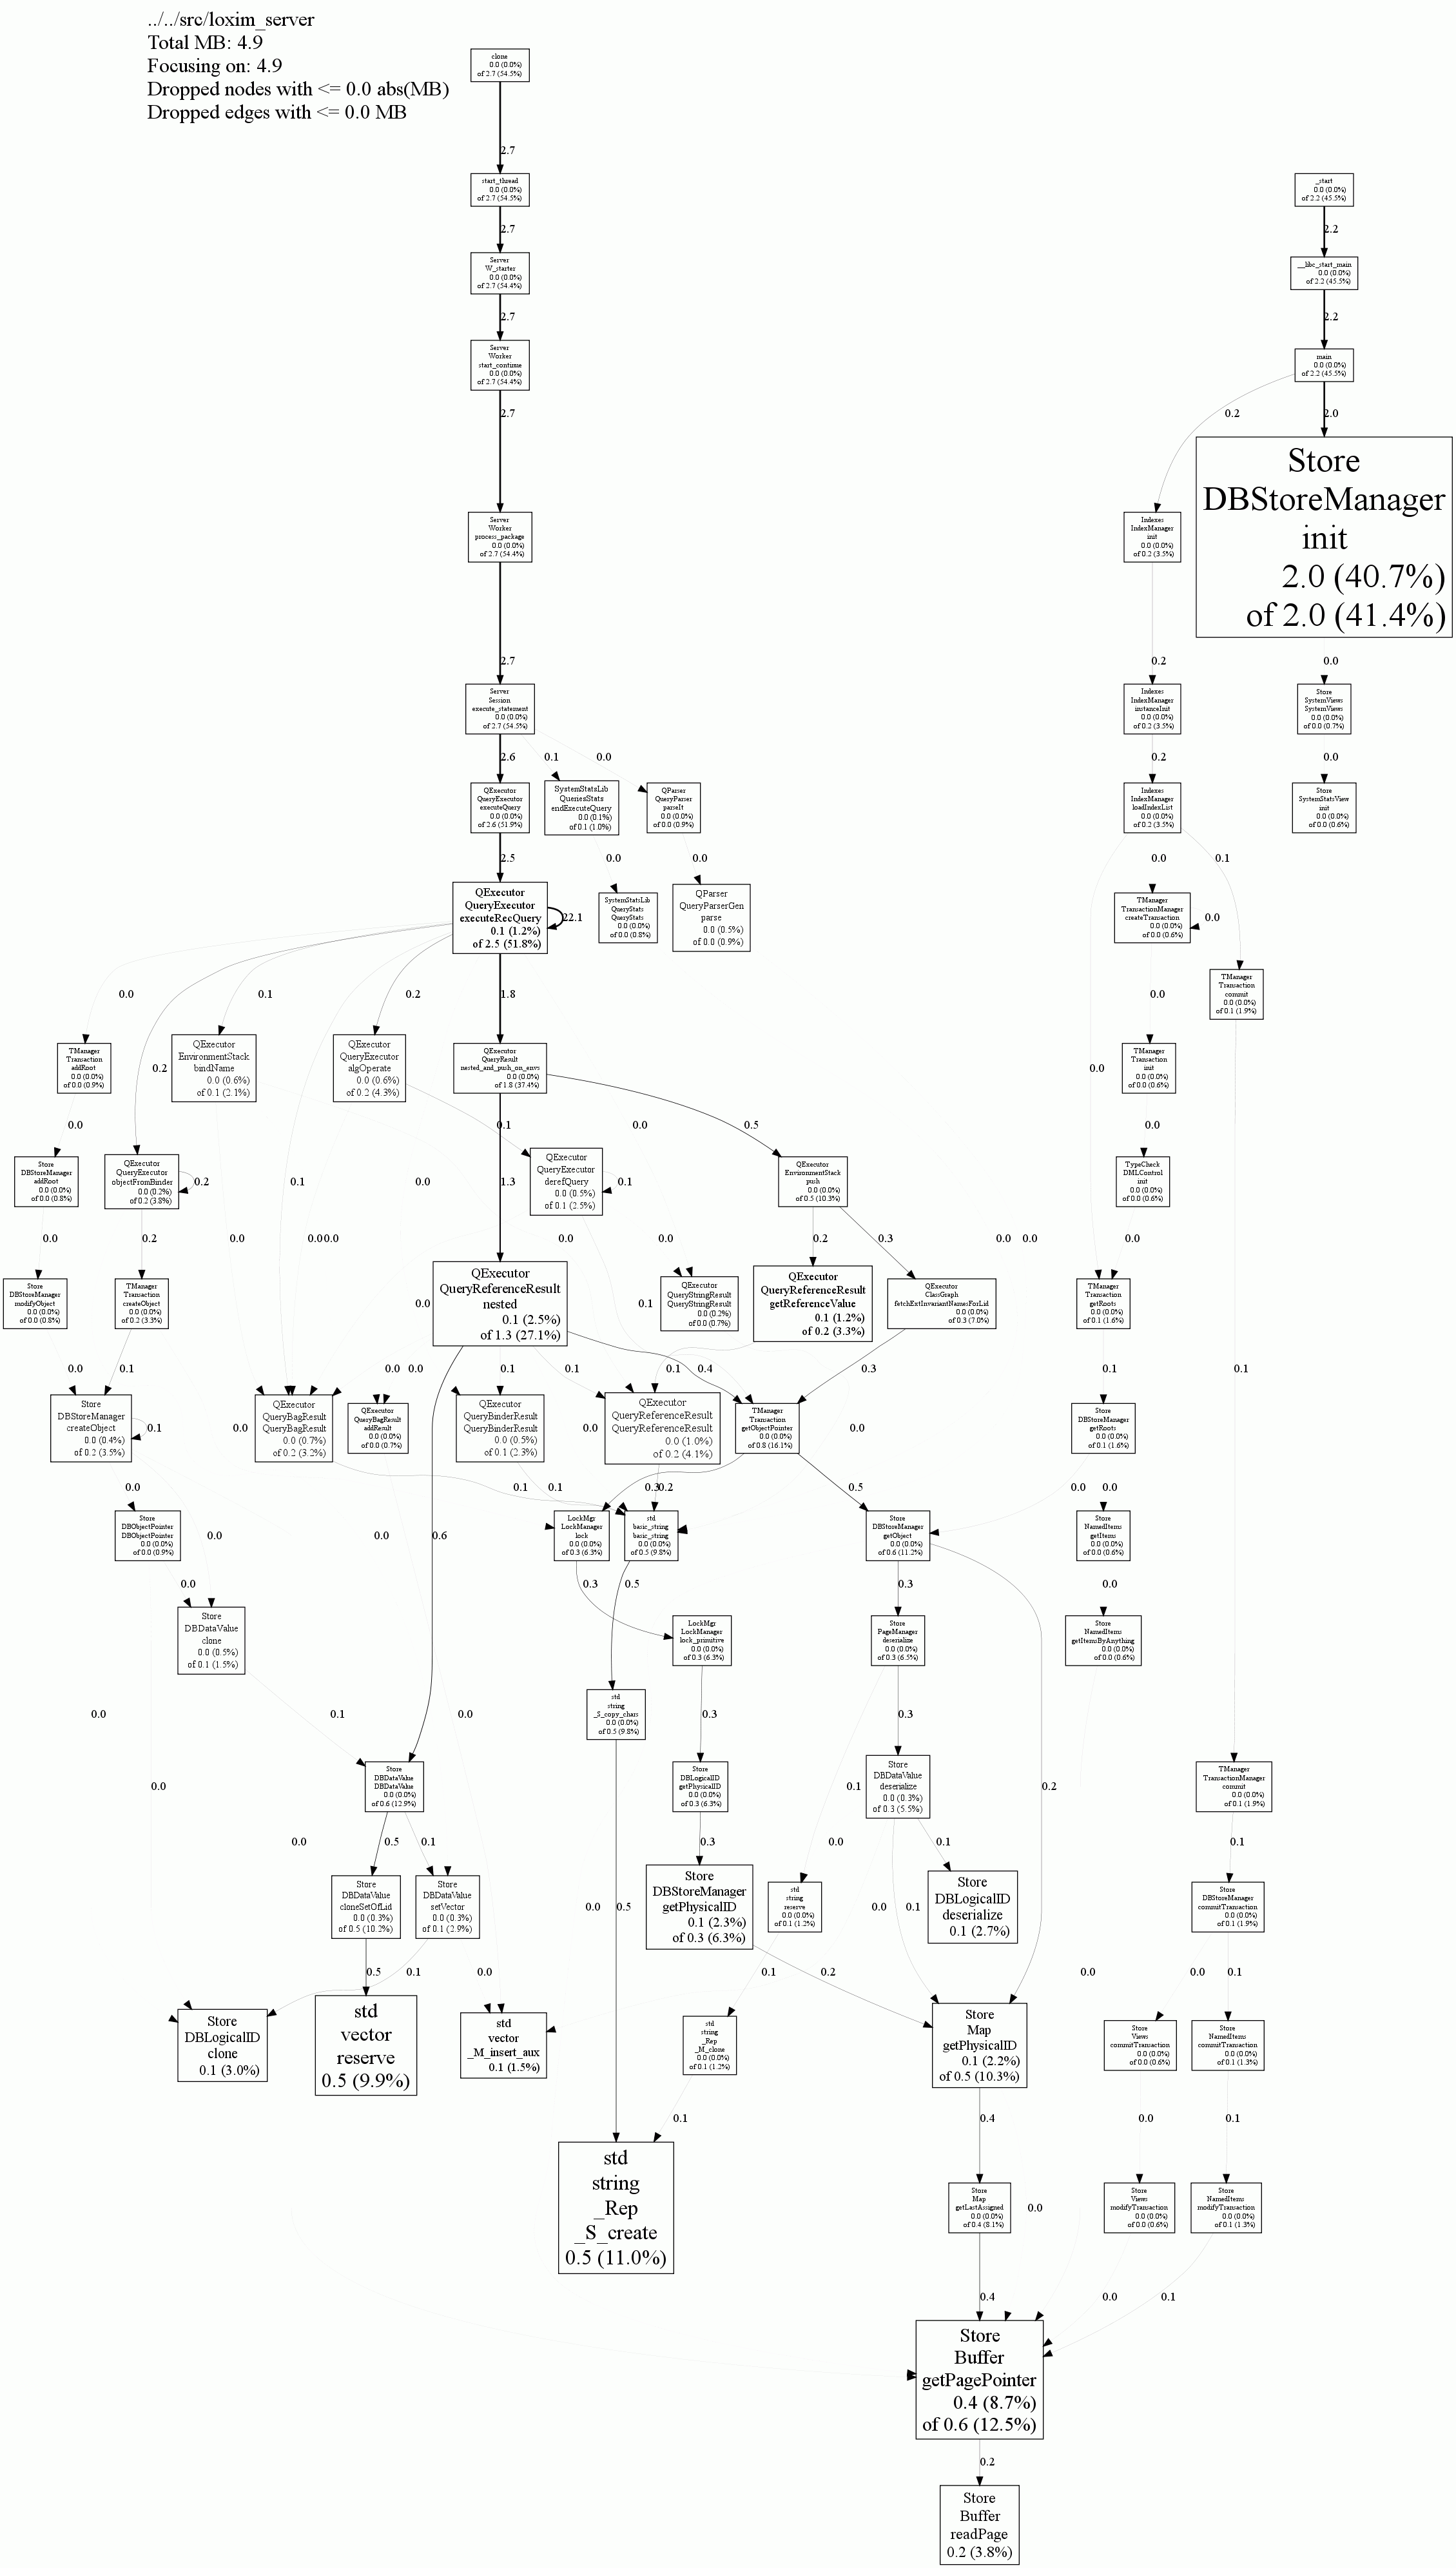 ../../src/loxim_server
Total MB: 4.9
Focusing on: 4.9
Dropped nodes with <= 0.0 abs(MB)
Dropped edges with <= 0.0 MB
clone
0.0 (0.0%)
of 2.7 (54.5%)
2.7
start_thread
0.0 (0.0%)
of 2.7 (54.5%)
_start
0.0 (0.0%)
of 2.2 (45.5%)
2.7
2.2
Server
W_starter
0.0 (0.0%)
of 2.7 (54.4%)
0.0 (0.0%)
of 2.2 (45.5%)
2.7
2.2
Server
Worker
start_continue
0.0 (0.0%)
of 2.7 (54.4%)
main
0.0 (0.0%)
of 2.2 (45.5%)
2.7
0.2
2.0
Store
DBStoreManager
init
2.0 (40.7%)
of 2.0 (41.4%)
Server
Worker
process_package
0.0 (0.0%)
of 2.7 (54.4%)
Indexes
IndexManager
init
0.0 (0.0%)
of 0.2 (3.5%)
2.7
0.2
0.0
Server
Session
execute_statement
0.0 (0.0%)
of 2.7 (54.5%)
Indexes
IndexManager
instanceInit
0.0 (0.0%)
of 0.2 (3.5%)
Store
SystemViews
SystemViews
0.0 (0.0%)
of 0.0 (0.7%)
2.6
0.1
0.0
0.2
0.0
QExecutor
QueryExecutor
executeQuery
0.0 (0.0%)
of 2.6 (51.9%)
SystemStatsLib
QueriesStats
endExecuteQuery
0.0 (0.1%)
of 0.1 (1.0%)
QParser
QueryParser
parseIt
0.0 (0.0%)
of 0.0 (0.9%)
Indexes
IndexManager
loadIndexList
0.0 (0.0%)
of 0.2 (3.5%)
Store
SystemStatsView
init
0.0 (0.0%)
of 0.0 (0.6%)
2.5
0.0
0.0
0.0
0.1
QExecutor
QueryExecutor
executeRecQuery
0.1 (1.2%)
of 2.5 (51.8%)
22.1
SystemStatsLib
QueryStats
QueryStats
0.0 (0.0%)
of 0.0 (0.8%)
QParser
QueryParserGen
parse
0.0 (0.5%)
of 0.0 (0.9%)
TManager
TransactionManager
createTransaction
0.0 (0.0%)
of 0.0 (0.6%)
0.0
TManager
Transaction
commit
0.0 (0.0%)
of 0.1 (1.9%)
0.0
0.1
0.2
1.8
0.0
TManager
Transaction
addRoot
0.0 (0.0%)
of 0.0 (0.9%)
0.2
QExecutor
EnvironmentStack
bindName
0.0 (0.6%)
of 0.1 (2.1%)
QExecutor
QueryExecutor
algOperate
0.0 (0.6%)
of 0.2 (4.3%)
QExecutor
QueryResult
nested_and_push_on_envs
0.0 (0.0%)
of 1.8 (37.4%)
0.0
TManager
Transaction
init
0.0 (0.0%)
of 0.0 (0.6%)
0.0
0.1
0.0
0.5
0.0
Store
DBStoreManager
addRoot
0.0 (0.0%)
of 0.0 (0.8%)
QExecutor
QueryExecutor
objectFromBinder
0.0 (0.2%)
of 0.2 (3.8%)
0.2
0.1
0.0
1.3
QExecutor
QueryExecutor
derefQuery
0.0 (0.5%)
of 0.1 (2.5%)
0.1
QExecutor
EnvironmentStack
push
0.0 (0.0%)
of 0.5 (10.3%)
TypeCheck
DMLControl
init
0.0 (0.0%)
of 0.0 (0.6%)
0.0
0.2
0.0
0.00.0
0.0
0.0
0.2
0.3
0.0
0.0
0.0
Store
DBStoreManager
modifyObject
0.0 (0.0%)
of 0.0 (0.8%)
TManager
Transaction
createObject
0.0 (0.0%)
of 0.2 (3.3%)
0.0
QExecutor
QueryReferenceResult
nested
0.1 (2.5%)
of 1.3 (27.1%)
0.1
QExecutor
QueryStringResult
QueryStringResult
0.0 (0.2%)
of 0.0 (0.7%)
QExecutor
QueryReferenceResult
getReferenceValue
0.1 (1.2%)
of 0.2 (3.3%)
QExecutor
ClassGraph
fetchExtInvariantNamesForLid
0.0 (0.0%)
of 0.3 (7.0%)
TManager
Transaction
getRoots
0.0 (0.0%)
of 0.1 (1.6%)
0.0
0.1
0.0
0.0
0.1
0.1
0.1
0.4
0.3
0.1
0.1
Store
DBStoreManager
createObject
0.0 (0.4%)
of 0.2 (3.5%)
0.1
0.0
QExecutor
QueryBagResult
QueryBagResult
0.0 (0.7%)
of 0.2 (3.2%)
QExecutor
QueryBagResult
addResult
0.0 (0.0%)
of 0.0 (0.7%)
QExecutor
QueryBinderResult
QueryBinderResult
0.0 (0.5%)
of 0.1 (2.3%)
0.0
QExecutor
QueryReferenceResult
QueryReferenceResult
0.0 (1.0%)
of 0.2 (4.1%)
TManager
Transaction
getObjectPointer
0.0 (0.0%)
of 0.8 (16.1%)
0.0
Store
DBStoreManager
getRoots
0.0 (0.0%)
of 0.1 (1.6%)
0.0
0.1
0.1
0.30.2
0.5
0.0
0.0
Store
DBObjectPointer
DBObjectPointer
0.0 (0.0%)
of 0.0 (0.9%)
0.0
0.0
0.6
LockMgr
LockManager
lock
0.0 (0.0%)
of 0.3 (6.3%)
std
basic_string
basic_string
0.0 (0.0%)
of 0.5 (9.8%)
Store
DBStoreManager
getObject
0.0 (0.0%)
of 0.6 (11.2%)
Store
NamedItems
getItems
0.0 (0.0%)
of 0.0 (0.6%)
0.0
0.3
0.5
0.3
0.0
Store
DBDataValue
clone
0.0 (0.5%)
of 0.1 (1.5%)
LockMgr
LockManager
lock_primitive
0.0 (0.0%)
of 0.3 (6.3%)
Store
PageManager
deserialize
0.0 (0.0%)
of 0.3 (6.5%)
Store
NamedItems
getItemsByAnything
0.0 (0.0%)
of 0.0 (0.6%)
0.0
0.1
0.0
std
string
_S_copy_chars
0.0 (0.0%)
of 0.5 (9.8%)
0.3
0.3
0.0
Store
DBDataValue
DBDataValue
0.0 (0.0%)
of 0.6 (12.9%)
Store
DBLogicalID
getPhysicalID
0.0 (0.0%)
of 0.3 (6.3%)
0.1
Store
DBDataValue
deserialize
0.0 (0.3%)
of 0.3 (5.5%)
0.2
TManager
TransactionManager
commit
0.0 (0.0%)
of 0.1 (1.9%)
0.0
0.5
0.1
0.3
0.0
0.1
0.1
Store
DBDataValue
cloneSetOfLid
0.0 (0.3%)
of 0.5 (10.2%)
Store
DBDataValue
setVector
0.0 (0.3%)
of 0.1 (2.9%)
0.0
0.5
Store
DBStoreManager
getPhysicalID
0.1 (2.3%)
of 0.3 (6.3%)
std
string
reserve
0.0 (0.0%)
of 0.1 (1.2%)
0.0
0.1
Store
DBLogicalID
deserialize
0.1 (2.7%)
Store
DBStoreManager
commitTransaction
0.0 (0.0%)
of 0.1 (1.9%)
0.5
0.1
0.0
0.1
0.2
0.0
0.0
0.1
Store
DBLogicalID
clone
0.1 (3.0%)
std
vector
reserve
0.5 (9.9%)
std
vector
_M_insert_aux
0.1 (1.5%)
std
string
_Rep
_M_clone
0.0 (0.0%)
of 0.1 (1.2%)
Store
Map
getPhysicalID
0.1 (2.2%)
of 0.5 (10.3%)
Store
Views
commitTransaction
0.0 (0.0%)
of 0.0 (0.6%)
Store
NamedItems
commitTransaction
0.0 (0.0%)
of 0.1 (1.3%)
0.1
0.4
0.0
0.1
std
string
_Rep
_S_create
0.5 (11.0%)
Store
Map
getLastAssigned
0.0 (0.0%)
of 0.4 (8.1%)
0.0
Store
Views
modifyTransaction
0.0 (0.0%)
of 0.0 (0.6%)
Store
NamedItems
modifyTransaction
0.0 (0.0%)
of 0.1 (1.3%)
0.4
0.0
0.1
Store
Buffer
getPagePointer
0.4 (8.7%)
of 0.6 (12.5%)
0.2
Store
Buffer
readPage
0.2 (3.8%)